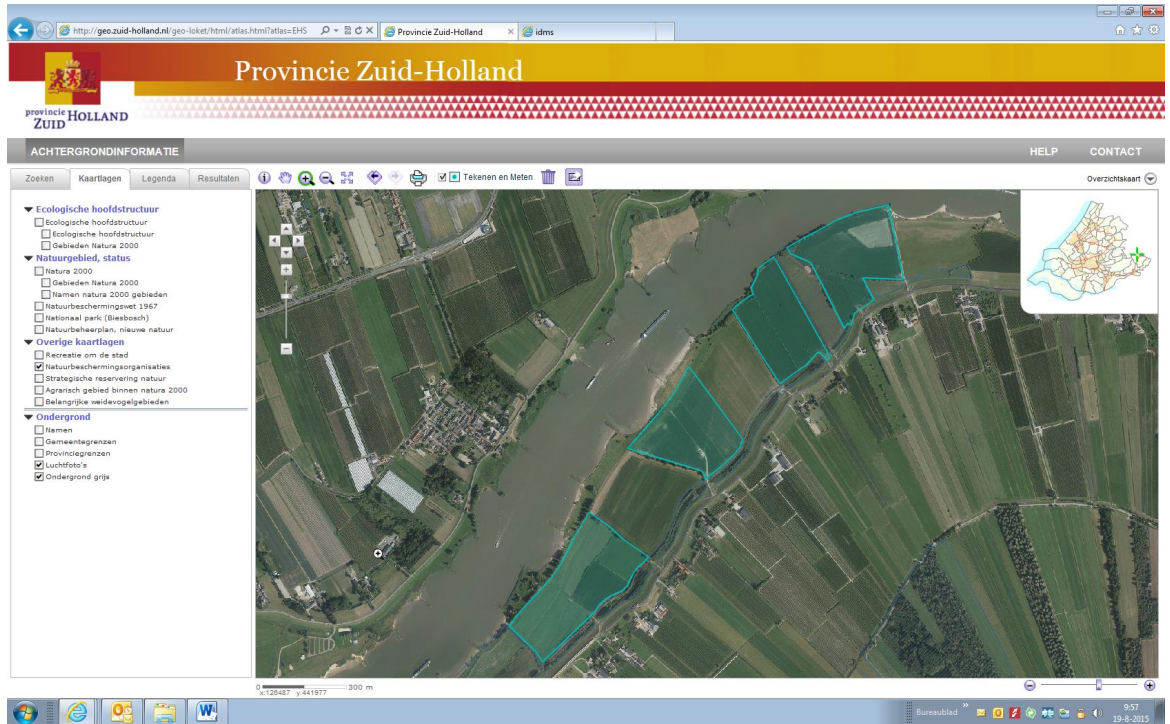 http://geo.zuid-holland.nl/geo-loket/html/atlas.html?atlas=EHS
Provincie Zuid-Holland
idms
Provincie Zuid-Holland
provincie HOLLAND
ZUID
ACHTERGRONDINFORMATIE
HELP
CONTACT
Zoeken
Kaartlagen
Legenda
Resultaten
Tekenen en Meten
Overzichtskaart
Ecologische hoofdstructuur
Ecologische hoofdstructuur
Ecologische hoofdstructuur
Gebieden Natura 2000
Natuurgebied, status
Natura 2000
Gebieden Natura 2000
Namen natura 2000 gebieden
Natuurbeschermingswet 1967
Nationaal park (Biesbosch)
Natuurbeheerplan, nieuwe natuur
Overige kaartlagen
Recreatie om de stad
Natuurbeschermingsorganisaties
Strategische reservering natuur
Agrarisch gebied binnen natura 2000
Belangrijke weidevogelgebieden
Ondergrond
Namen
Gemeentegrenzen
Provinciegrenzen
Luchtfoto's
Ondergrond grijs
0 300 m
x:126487 y:441977
Bureaublad
9:57
19-8-2015